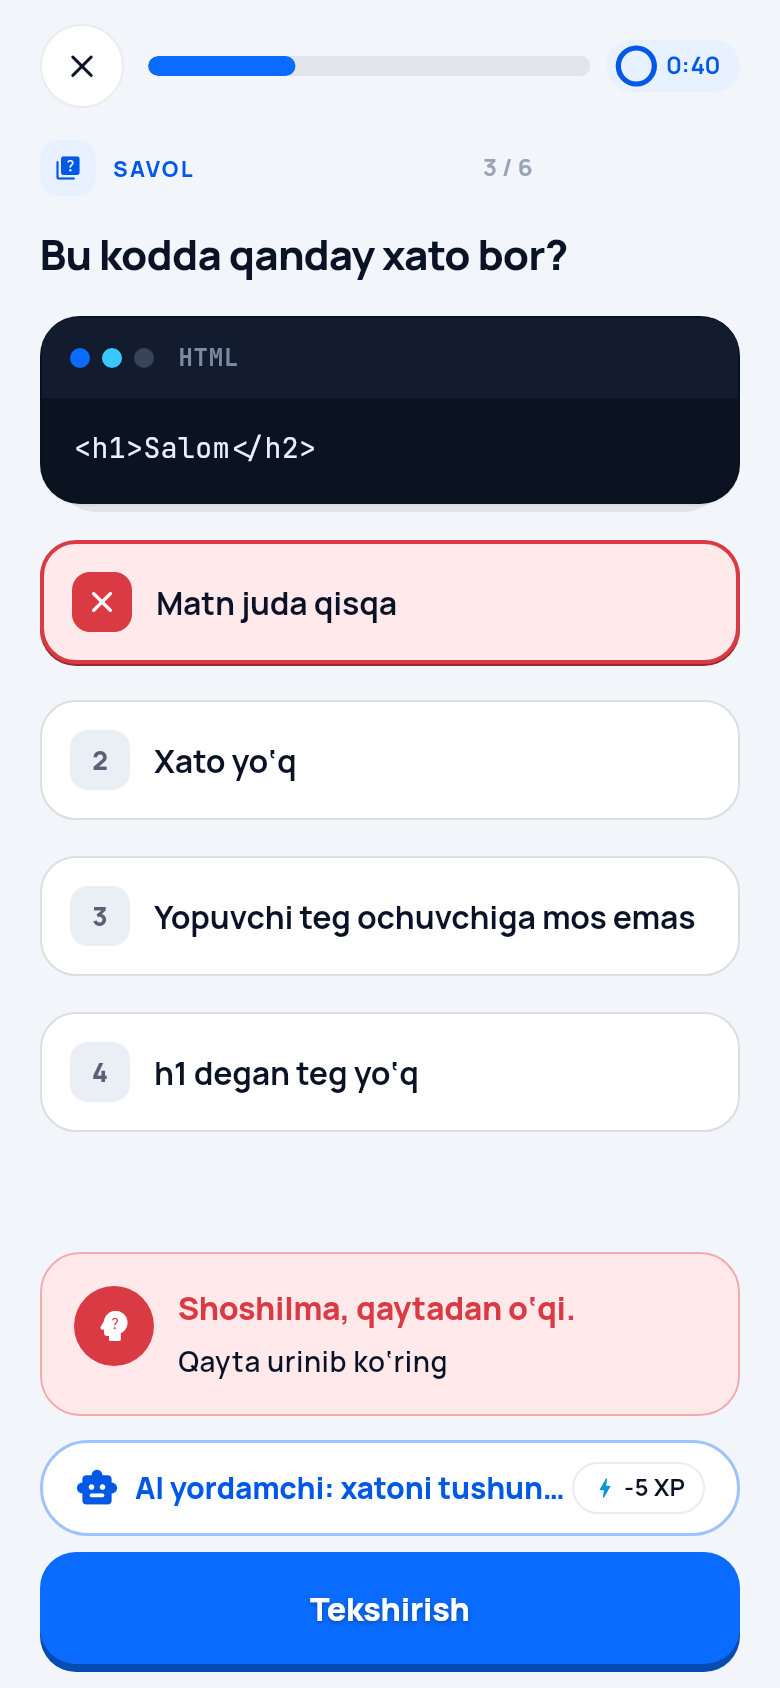 0:40
SAVOL
3 / 6
Bu kodda qanday xato bor?
HTML
<h1>Salom</h2>
Matn juda qisqa
2
Xato yo‘q
3
Yopuvchi teg ochuvchiga mos emas
4
h1 degan teg yo‘q
Shoshilma, qaytadan o‘qi.
Qayta urinib ko‘ring
AI yordamchi: xatoni tushun...
-5 XP
Tekshirish